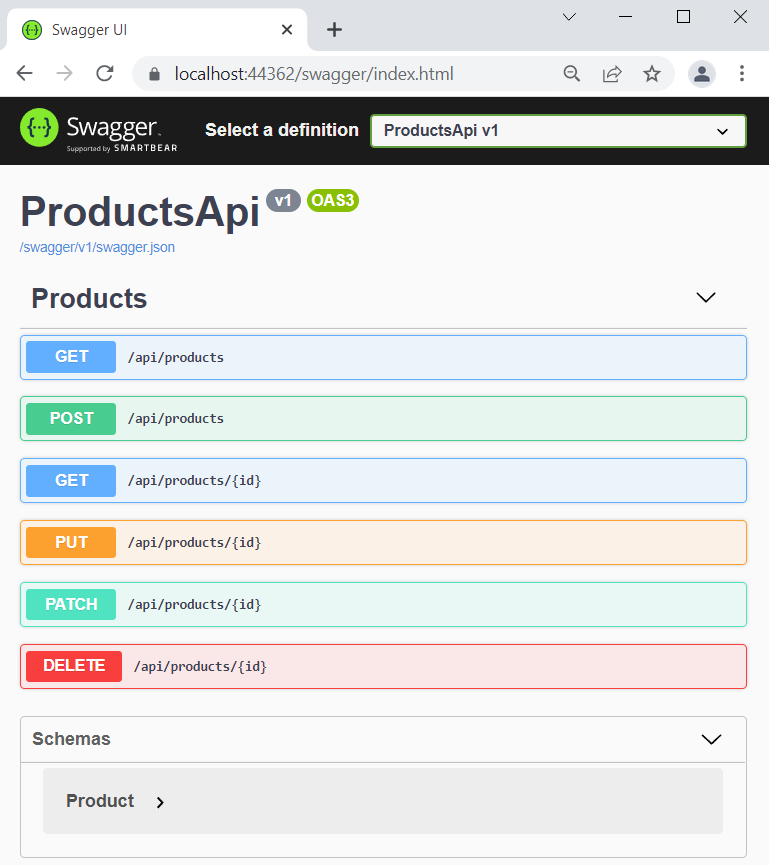 Swagger UI
localhost:44362/swagger/index.html
Swagger.
Supported by SMARTBEAR
Select a definition
ProductsApi v1
ProductsApi v1 OAS3
/swagger/v1/swagger.json
Products
GET /api/products
POST /api/products
GET /api/products/{id}
PUT /api/products/{id}
PATCH /api/products/{id}
DELETE /api/products/{id}
Schemas
Product